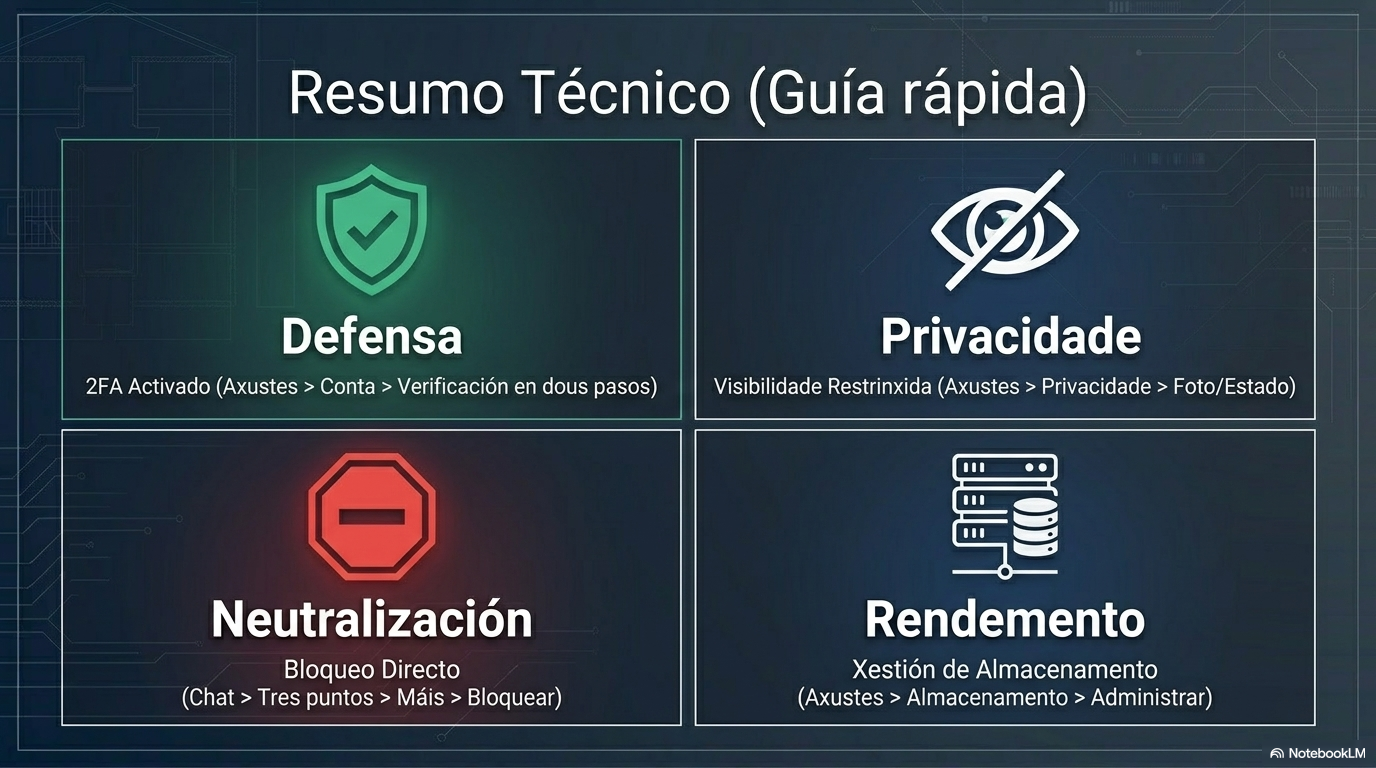 Resumo Técnico (Guía rápida)
Defensa
2FA Activado (Axustes > Conta > Verificación en dous pasos)
Privacidade
Visibilidade Restrinxida (Axustes > Privacidade > Foto/Estado)
Neutralización
Bloqueo Directo
(Chat > Tres puntos > Máis > Bloquear)
Rendemento
Xestión de Almacenamento
(Axustes > Almacenamento > Administrar)
NotebookLM